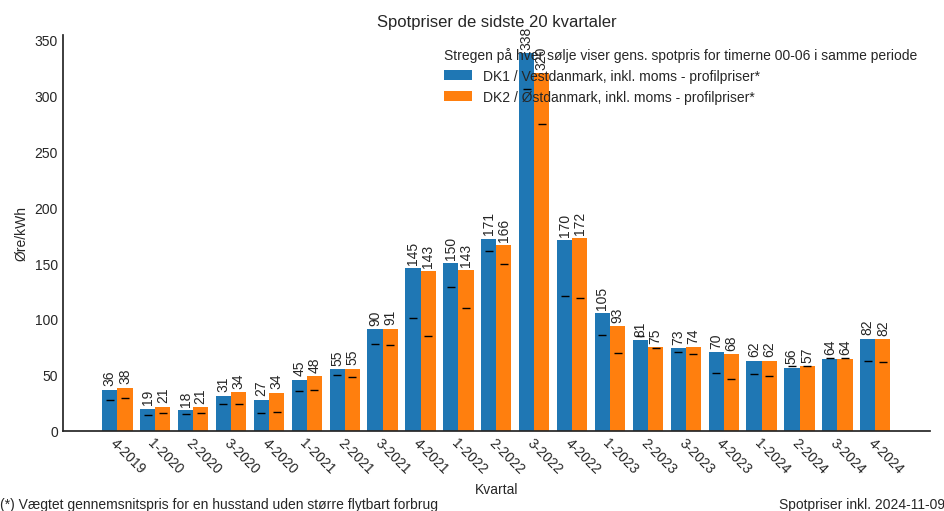 Spotpriser de sidste 20 kvartaler
Stregen på hver sølje viser gens. spotpris for timerne 00-06 i samme periode
DK1 / Vestdanmark, inkl. moms - profilpriser*
DK2 / Østdanmark, inkl. moms - profilpriser*
Øre/kWh
350
300
250
200
150
100
50
0
36 38 19 21 18 21 31 34 27 34 45 48 55 55 90 91 145 143 150 143 171 166 338 320 170 172 105 93 81 75 73 74 70 68 62 62 56 57 64 64 82 82
4-2019 1-2020 2-2020 3-2020 4-2020 1-2021 2-2021 3-2021 4-2021 1-2022 2-2022 3-2022 4-2022 1-2023 2-2023 3-2023 4-2023 1-2024 2-2024 3-2024 4-2024
Kvartal
(*) Vægtet gennemsnitspris for en husstand uden større flytbart forbrug
Spotpriser inkl. 2024-11-09